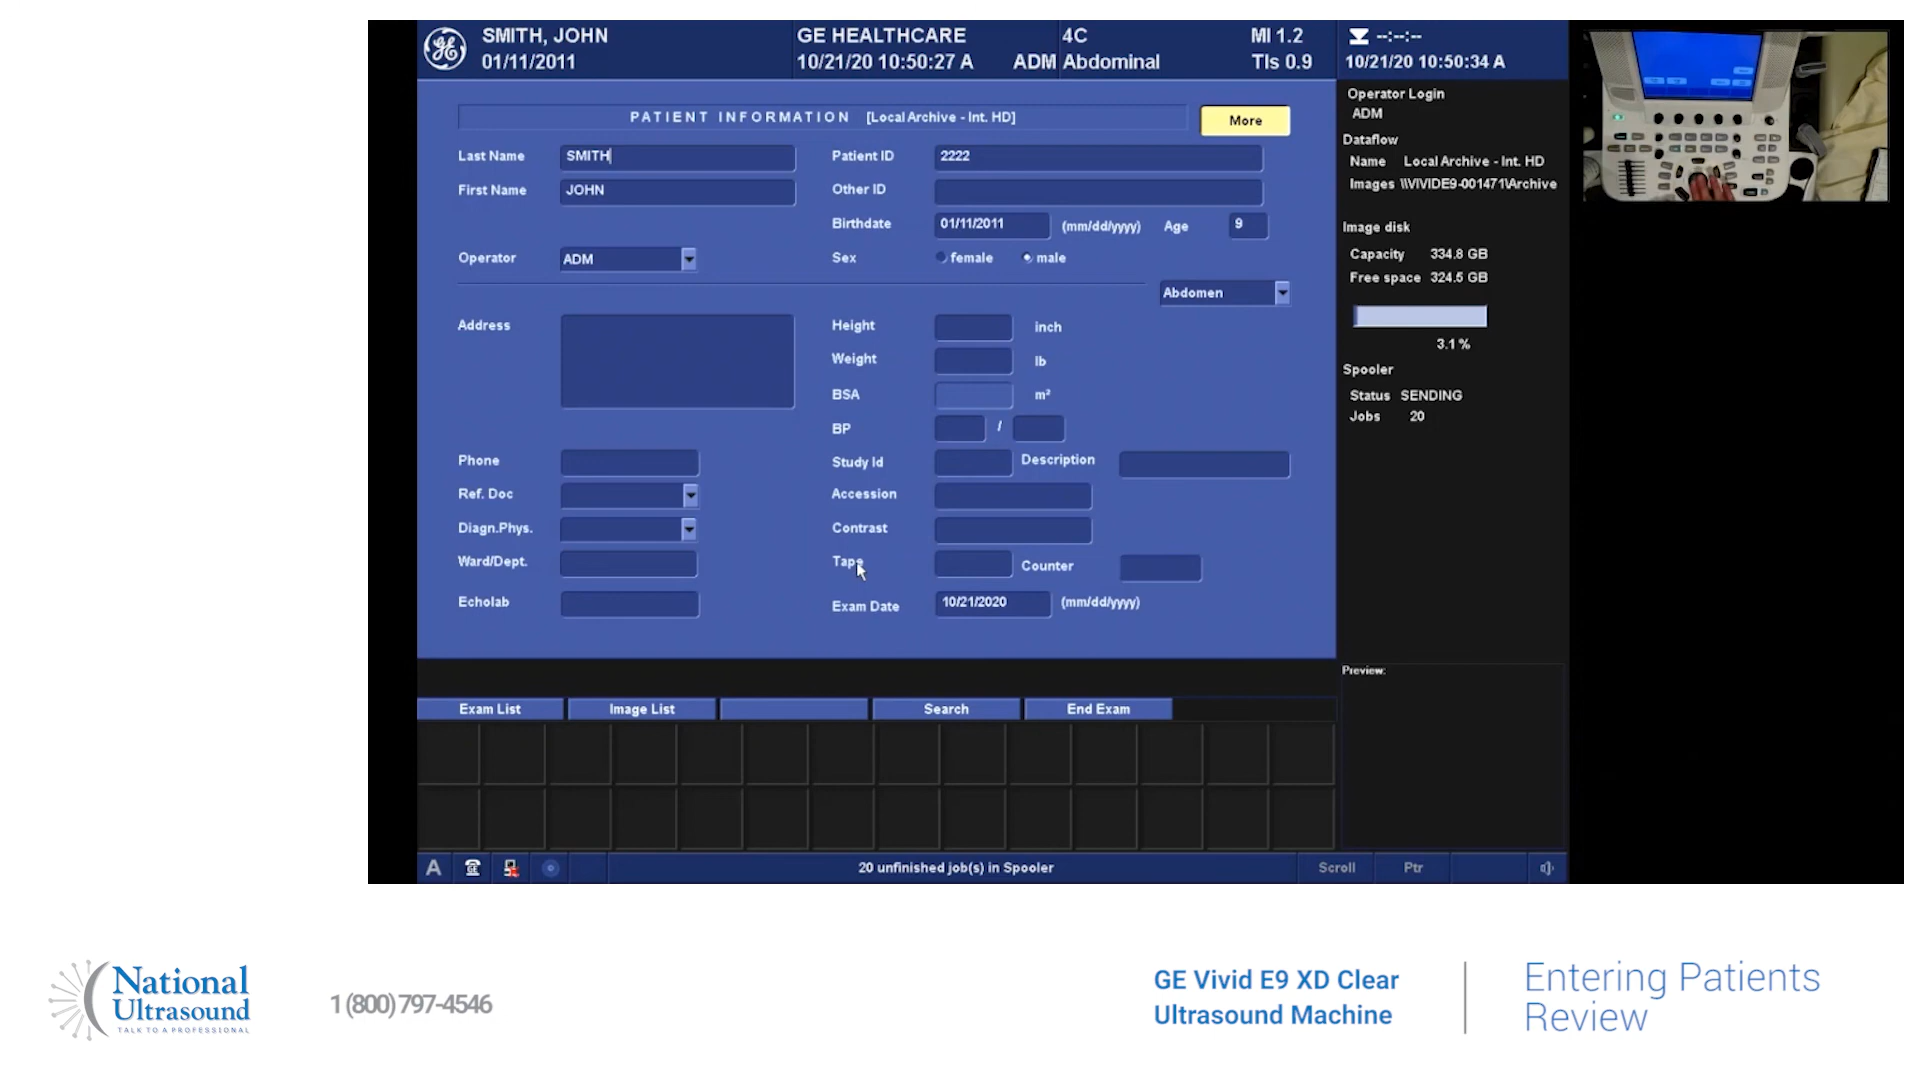 SMITH, JOHN
01/11/2011
GE HEALTHCARE
10/21/20 10:50:27 A
ADM
4C
Abdominal
MI 1.2
TIs 0.9
--:--:--
10/21/20 10:50:34 A
PATIENT INFORMATION [Local Archive - Int. HD]
More
Last Name SMITH
First Name JOHN
Operator ADM
Patient ID 2222
Other ID
Birthdate 01/11/2011 (mm/dd/yyyy) Age 9
Sex female male
Abdomen
Address
Height inch
Weight lb
BSA m²
BP /
Phone
Ref. Doc
Diagn.Phys.
Ward/Dept.
Echolab
Study Id Description
Accession
Contrast
Tape Counter
Exam Date 10/21/2020 (mm/dd/yyyy)
Operator Login
ADM
Dataflow
Name Local Archive - Int. HD
Images \\VIVIDE9-001471\Archive
Image disk
Capacity 334.8 GB
Free space 324.5 GB
3.1 %
Spooler
Status SENDING
Jobs 20
Preview:
Exam List Image List Search End Exam
A
20 unfinished job(s) in Spooler
Scroll Ptr
National
Ultrasound
TALK TO A PROFESSIONAL
1 (800) 797-4546
GE Vivid E9 XD Clear
Ultrasound Machine
Entering Patients
Review